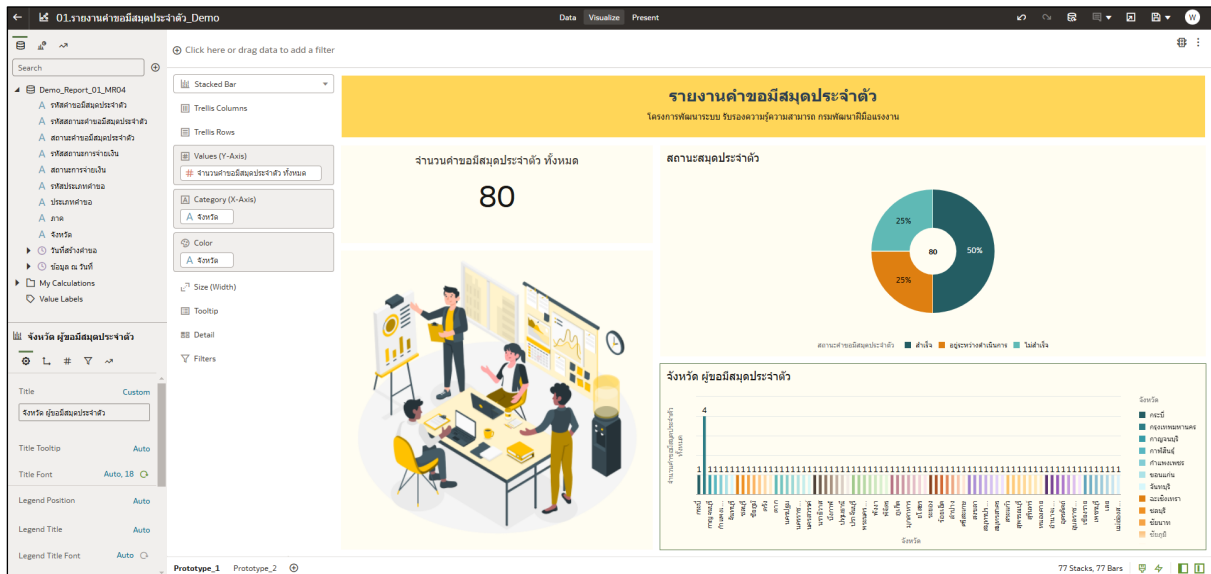 01.รายงานคำขอมีสมุดประจำตัว_Demo
Data Visualize Present
W
Search
Demo_Report_01_MR04
A รหัสคำขอมีสมุดประจำตัว
A รหัสสถานะคำขอมีสมุดประจำตัว
A สถานะคำขอมีสมุดประจำตัว
A รหัสสถานะการจ่ายเงิน
A สถานะการจ่ายเงิน
A รหัสประเภทคำขอ
A ประเภทคำขอ
A ภาค
A จังหวัด
วันที่สร้างคำขอ
ข้อมูล ณ วันที่
My Calculations
Value Labels
จังหวัด ผู้ขอมีสมุดประจำตัว
Title Custom
จังหวัด ผู้ขอมีสมุดประจำตัว
Title Tooltip Auto
Title Font Auto, 18
Legend Position Auto
Legend Title Auto
Legend Title Font Auto
Click here or drag data to add a filter
Stacked Bar
Trellis Columns
Trellis Rows
Values (Y-Axis)
# จำนวนคำขอมีสมุดประจำตัว ทั้งหมด
Category (X-Axis)
A จังหวัด
Color
A จังหวัด
Size (Width)
Tooltip
Detail
Filters
รายงานคำขอมีสมุดประจำตัว
โครงการพัฒนาระบบ รับรองความรู้ความสามารถ กรมพัฒนาฝีมือแรงงาน
จำนวนคำขอมีสมุดประจำตัว ทั้งหมด
80
สถานะสมุดประจำตัว
25%
80
50%
25%
สถานะคำขอมีสมุดประจำตัว สำเร็จ อยู่ระหว่างดำเนินการ ไม่สำเร็จ
จังหวัด ผู้ขอมีสมุดประจำตัว
จำนวนคำขอมีสมุดประจำตัว
ทั้งหมด
4
จังหวัด
จังหวัด
กระบี่
กรุงเทพมหานคร
กาญจนบุรี
กาฬสินธุ์
กำแพงเพชร
ขอนแก่น
จันทบุรี
ฉะเชิงเทรา
ชลบุรี
ชัยนาท
ชัยภูมิ
Prototype_1 Prototype_2
77 Stacks, 77 Bars